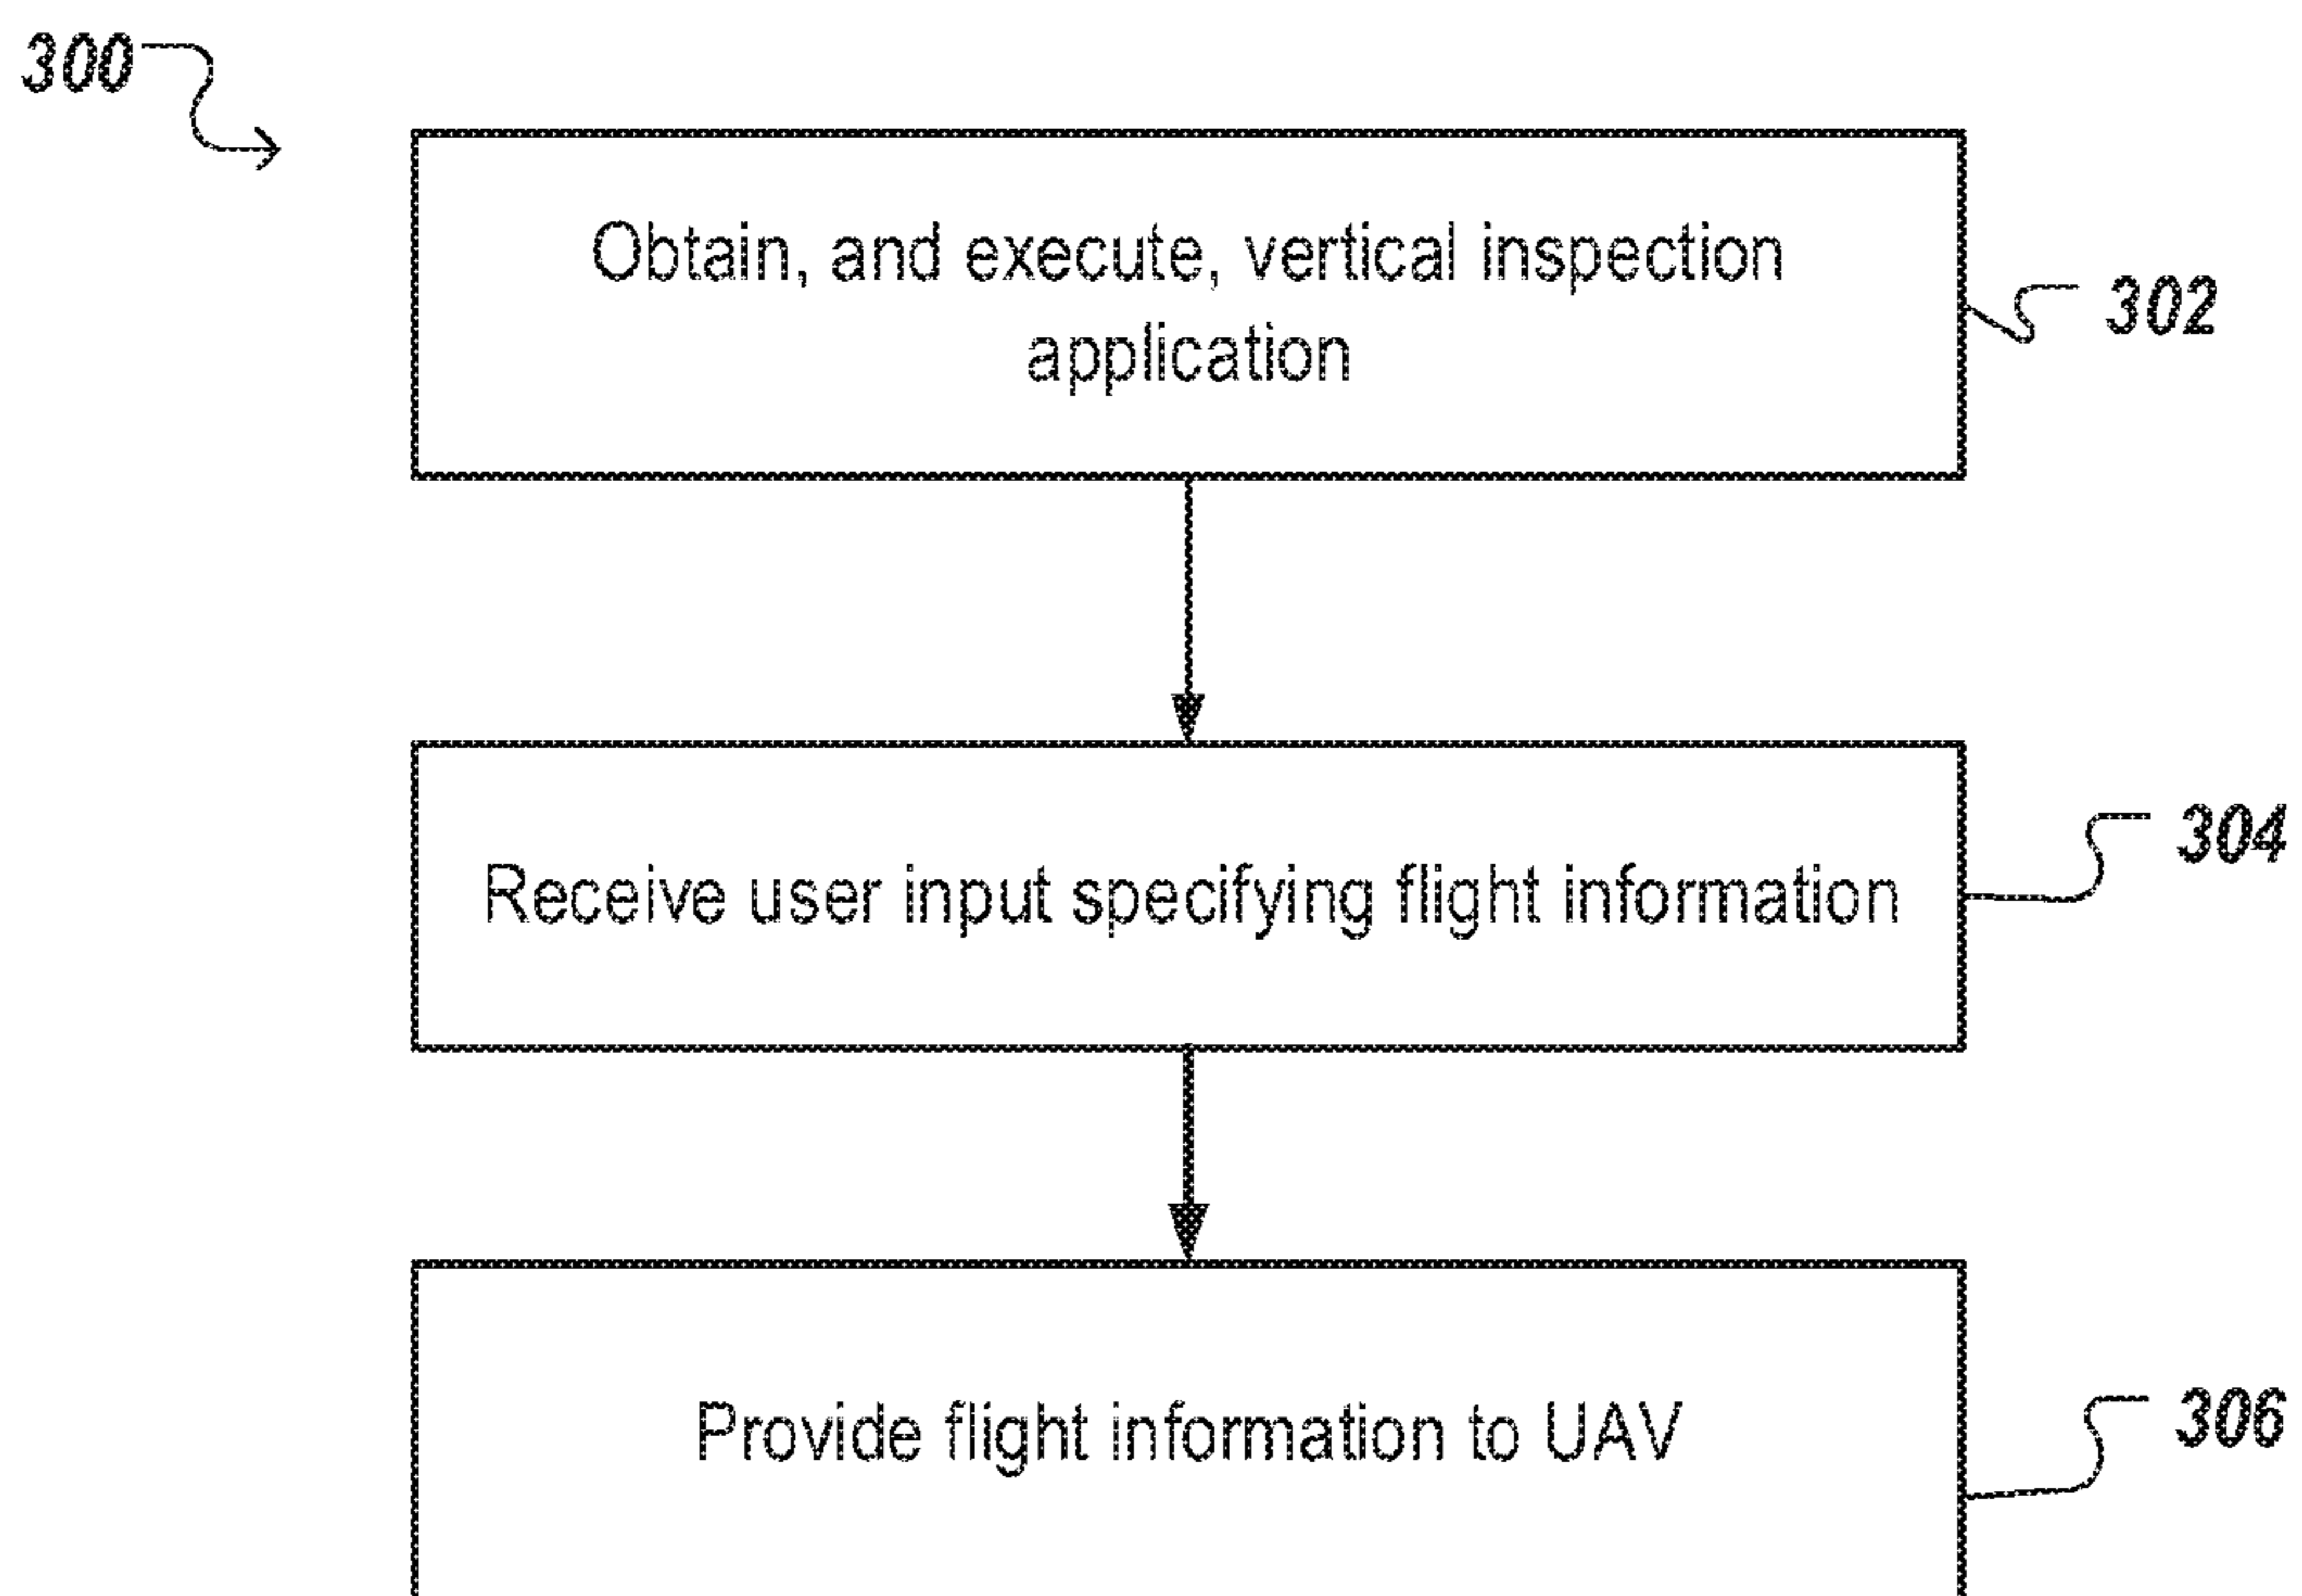 300
Obtain, and execute, vertical inspection
application
302
Receive user input specifying flight information
304
Provide flight information to UAV
306